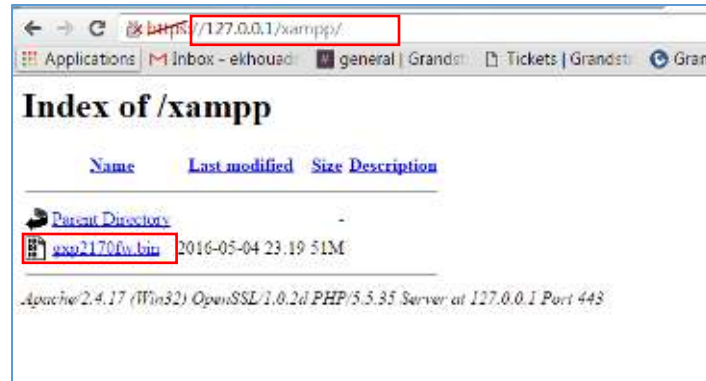 https://127.0.0.1/xampp/
Applications Inbox - ekhouad general | Grandst Tickets | Grandst Gran
Index of /xampp
Name Last modified Size Description
Parent Directory -
gxp2170fw.bin 2016-05-04 23:19 51M
Apache/2.4.17 (Win32) OpenSSL/1.0.2d PHP/5.5.35 Server at 127.0.0.1 Port 443